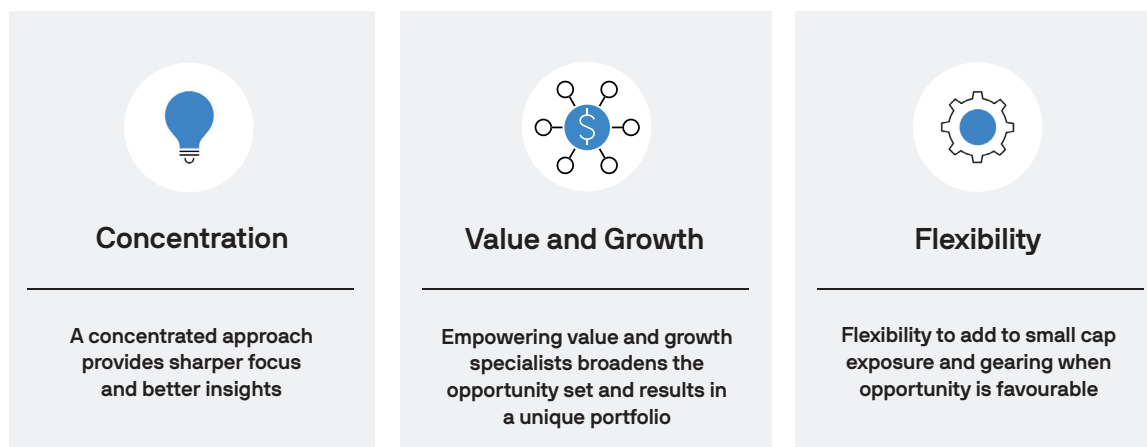 Concentration
A concentrated approach
provides sharper focus
and better insights
$
Value and Growth
Empowering value and growth
specialists broadens the
opportunity set and results in
a unique portfolio
Flexibility
Flexibility to add to small cap
exposure and gearing when
opportunity is favourable